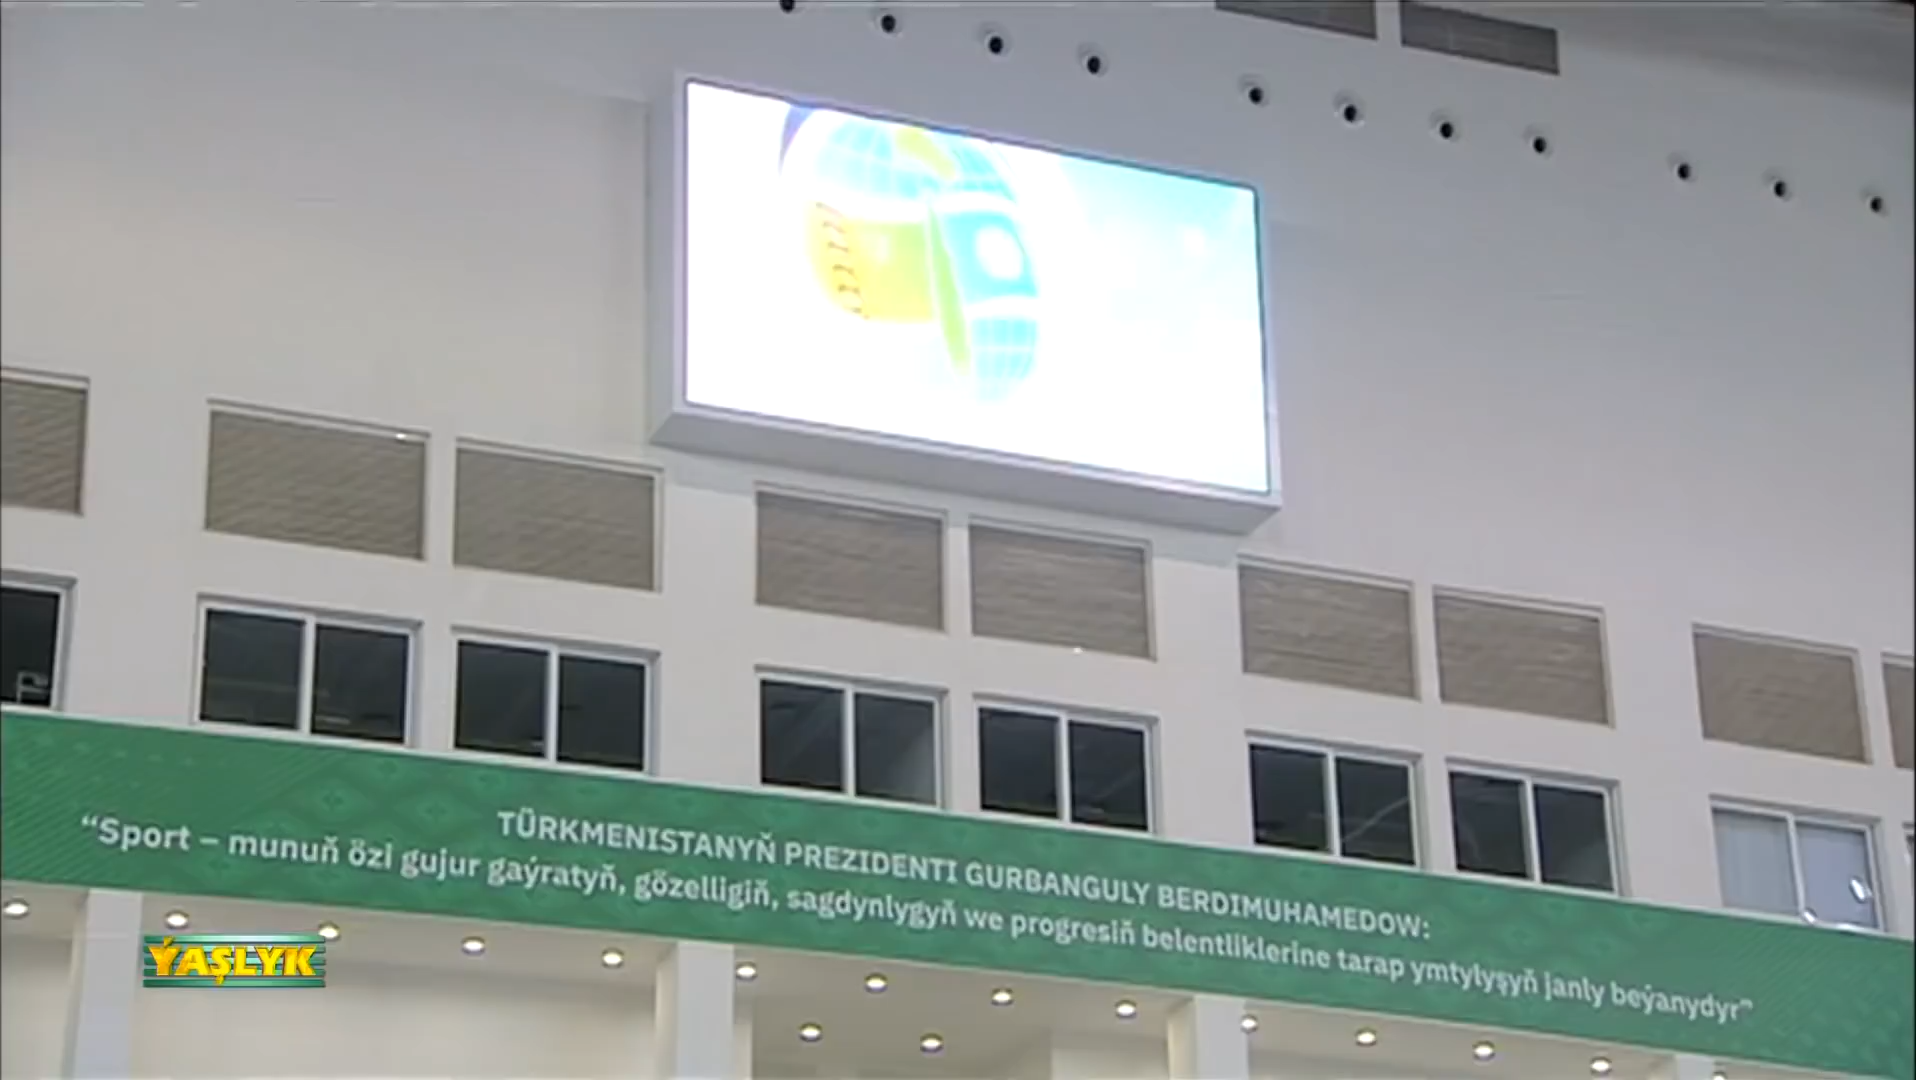 TÜRKMENISTANYŇ PREZIDENTI GURBANGULY BERDIMUHAMEDOW:
“Sport – munuň özi gujur gaýratyň, gözelligiň, sagdynlygyň we progresiň belentliklerine tarap ymtylyşyň janly beýanydyr”
ÝAŞLYK